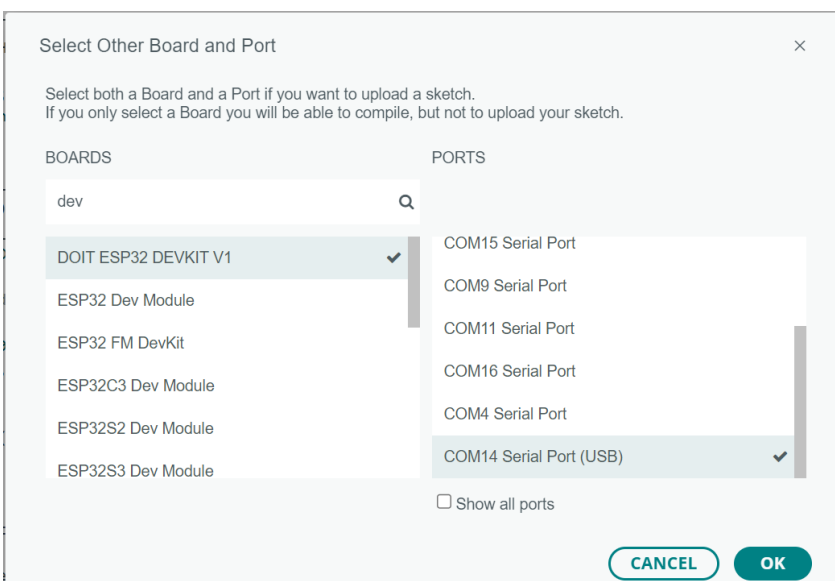 Select Other Board and Port
Select both a Board and a Port if you want to upload a sketch.
If you only select a Board you will be able to compile, but not to upload your sketch.
BOARDS
dev
DOIT ESP32 DEVKIT V1
ESP32 Dev Module
ESP32 FM DevKit
ESP32C3 Dev Module
ESP32S2 Dev Module
ESP32S3 Dev Module
PORTS
COM15 Serial Port
COM9 Serial Port
COM11 Serial Port
COM16 Serial Port
COM4 Serial Port
COM14 Serial Port (USB)
Show all ports
CANCEL
OK